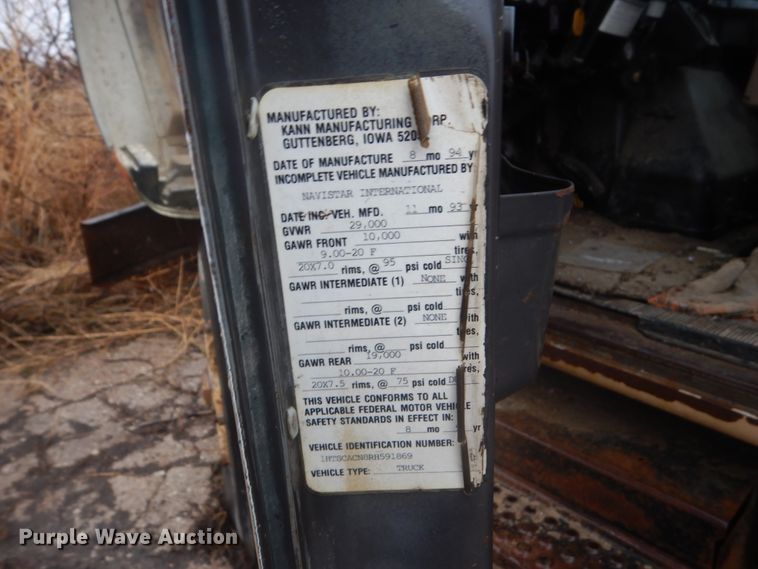 MANUFACTURED BY:
KANN MANUFACTURING CORP.
GUTTENBERG, IOWA
DATE OF MANUFACTURE 8 mo 94 yr
INCOMPLETE VEHICLE MANUFACTURED BY
NAVISTAR INTERNATIONAL
DATE INC. VEH. MFD. 11 mo 93 yr
GVWR 29,000
GAWR FRONT 10,000 with
9.00-20 F tires,
20X7.0 rims, @ 95 psi cold SING
GAWR INTERMEDIATE (1) NONE with
tires,
rims, @ psi cold
GAWR INTERMEDIATE (2) NONE with
tires,
rims, @ psi cold
GAWR REAR 19,000 with
10.00-20 F tires,
20X7.5 rims, @ 75 psi cold
THIS VEHICLE CONFORMS TO ALL
APPLICABLE FEDERAL MOTOR VEHICLE
SAFETY STANDARDS IN EFFECT IN:
8 mo yr
VEHICLE IDENTIFICATION NUMBER:
1HTSCACN8RH591869
VEHICLE TYPE: TRUCK
Purple Wave Auction